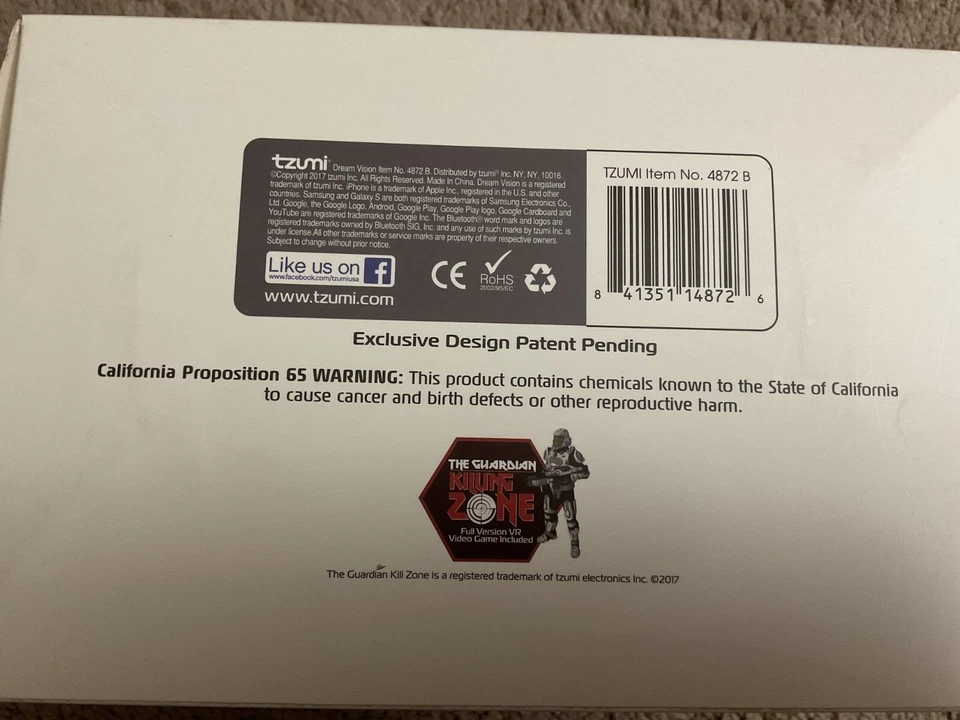 tzumi® Dream Vision Item No. 4872 B. Distributed by tzumi® Inc. NY, NY, 10016.
©Copyright 2017 tzumi Inc. All Rights Reserved. Made In China. Dream Vision is a registered
trademark of tzumi Inc. iPhone is a trademark of Apple Inc., registered in the U.S. and other
countries. Samsung and Galaxy S are both registered trademarks of Samsung Electronics Co.,
Ltd. Google, the Google Logo, Android, Google Play, Google Play logo, Google Cardboard and
YouTube are registered trademarks of Google Inc. The Bluetooth® word mark and logos are
registered trademarks owned by Bluetooth SIG, Inc. and any use of such marks by tzumi Inc. is
under license.All other trademarks or service marks are property of their respective owners.
Subject to change without prior notice.
Like us on f
www.facebook.com/tzumiusa
CE
RoHS
2002/95/EC
www.tzumi.com
TZUMI Item No. 4872 B
8 41351 14872 6
Exclusive Design Patent Pending
California Proposition 65 WARNING: This product contains chemicals known to the State of California
to cause cancer and birth defects or other reproductive harm.
THE GUARDIAN
KILLING
ZONE
Full Version VR
Video Game Included
The Guardian Kill Zone is a registered trademark of tzumi electronics Inc. ©2017